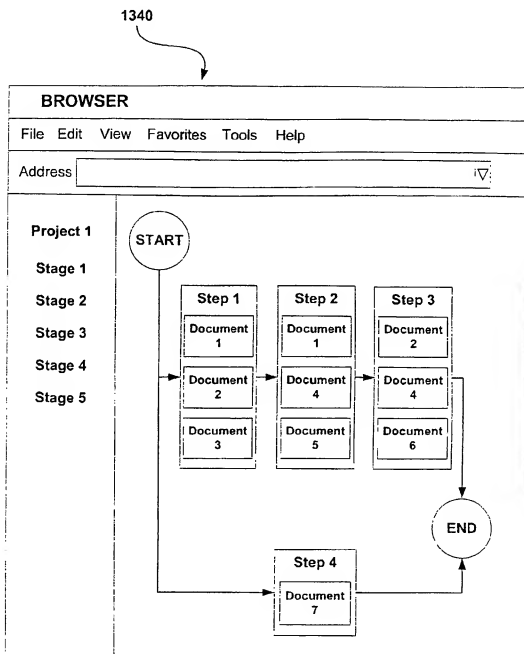 1340
BROWSER
File Edit View Favorites Tools Help
Address
Project 1
Stage 1
Stage 2
Stage 3
Stage 4
Stage 5
START
Step 1
Document
1
Document
2
Document
3
Step 2
Document
1
Document
4
Document
5
Step 3
Document
2
Document
4
Document
6
END
Step 4
Document
7